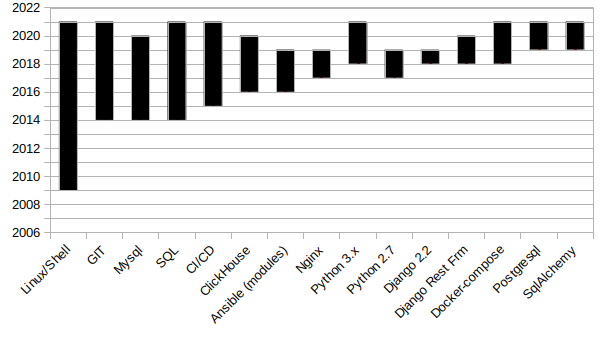 2022
2020
2018
2016
2014
2012
2010
2008
2006
Linux/Shell
GIT
Mysql
SQL
CI/CD
ClickHouse
Ansible (modules)
Nginx
Python 3.x
Python 2.7
Django 2.2
Django Rest Frm
Docker-compose
Postgresql
SqlAlchemy